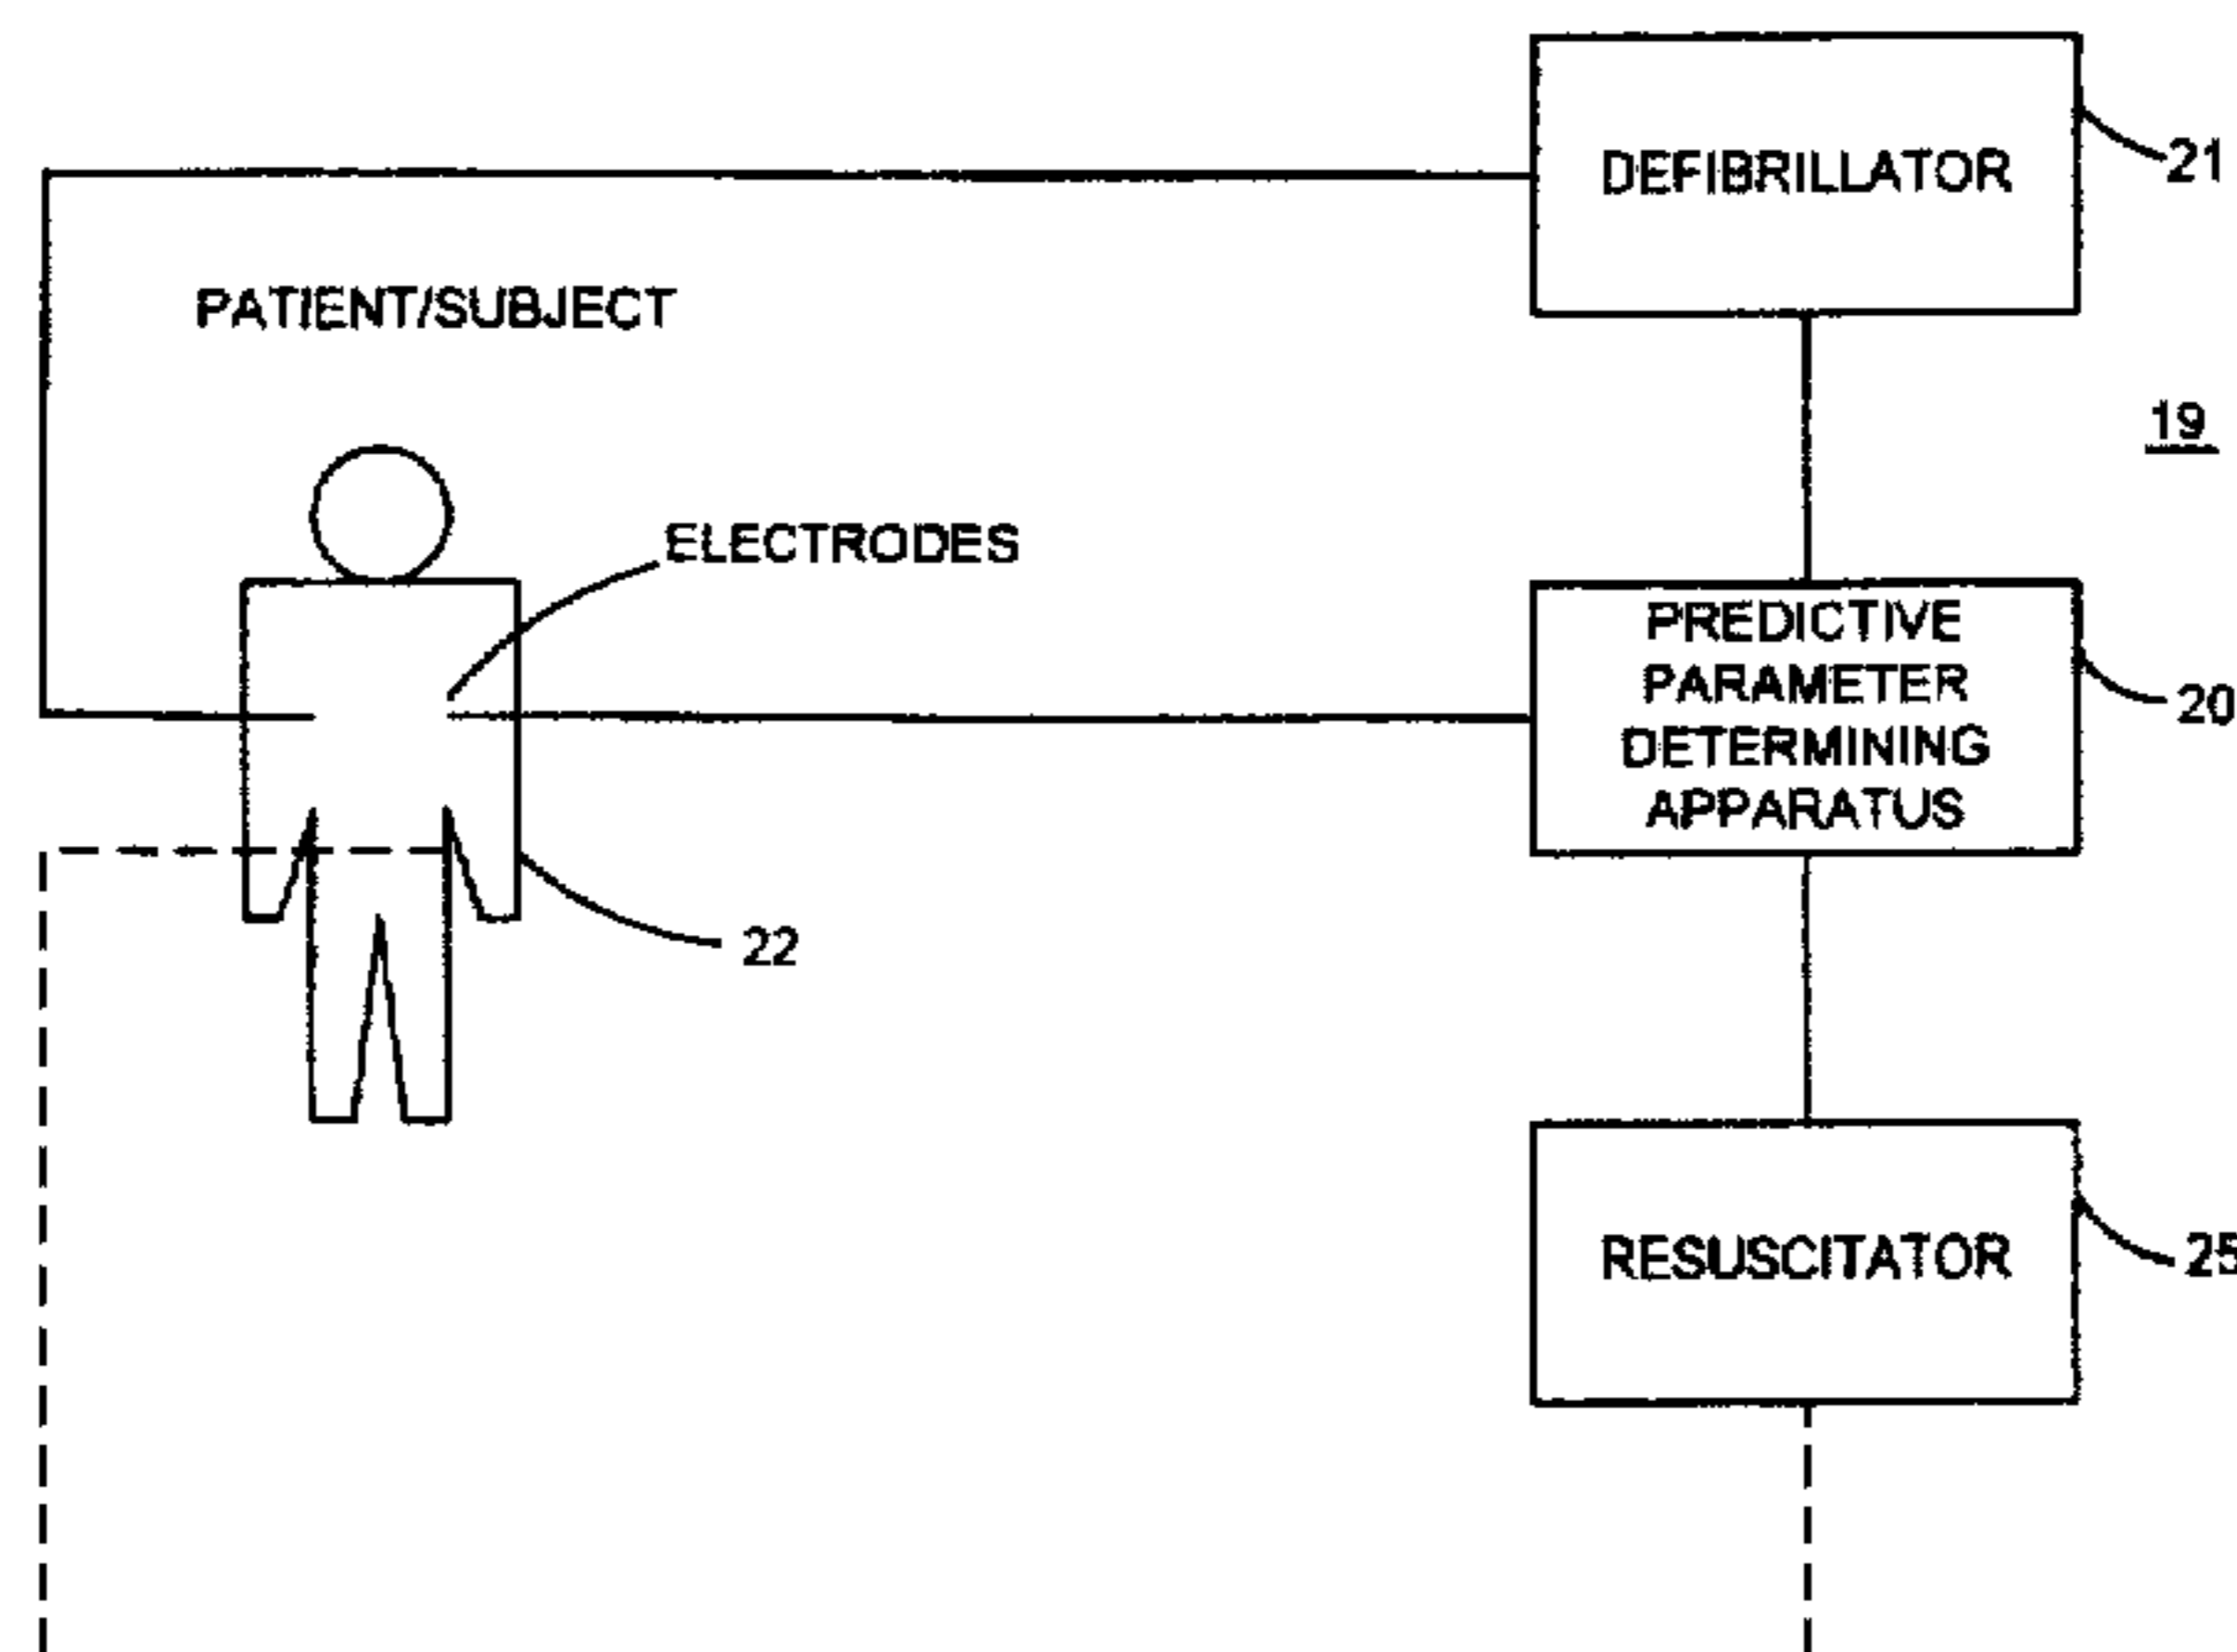 DEFIBRILLATOR
21
PATIENT/SUBJECT
19
ELECTRODES
PREDICTIVE
PARAMETER
DETERMINING
APPARATUS
20
22
RESUSCITATOR
25